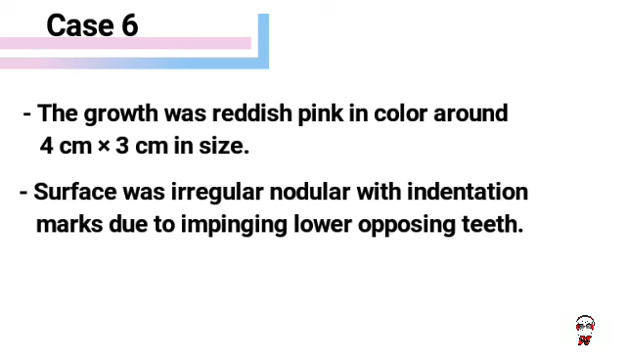 Case 6
- The growth was reddish pink in color around
4 cm × 3 cm in size.
- Surface was irregular nodular with indentation
marks due to impinging lower opposing teeth.